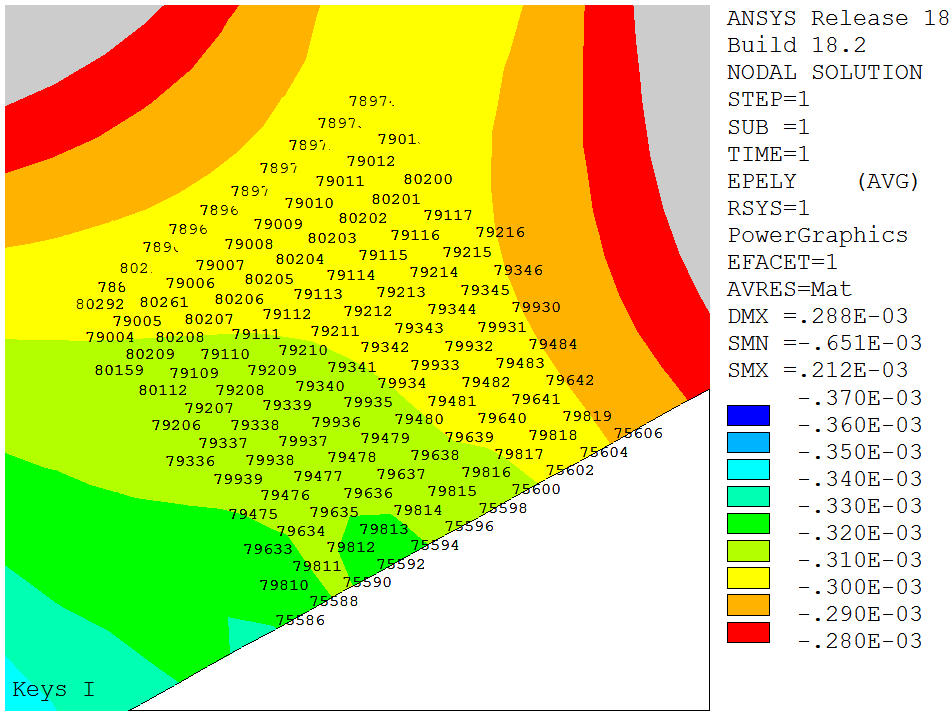 ANSYS Release 18
Build 18.2
NODAL SOLUTION
STEP=1
SUB =1
TIME=1
EPELY (AVG)
RSYS=1
PowerGraphics
EFACET=1
AVRES=Mat
DMX =.288E-03
SMN =-.651E-03
SMX =.212E-03
-.370E-03
-.360E-03
-.350E-03
-.340E-03
-.330E-03
-.320E-03
-.310E-03
-.300E-03
-.290E-03
-.280E-03
79012
79011 80200
80201
79010
80202 79117
79009
80203 79116 79216
79008
80204 79115 79215
79007
80205 79114 79214 79346
79006
79113 79213 79345
80292 80261 80206
79112 79212 79344 79930
79005 80207
79111 79211 79343 79931
79004 80208
79210 79342 79932 79484
80209 79110
79209 79341 79933 79483
80159 79109
79340 79934 79482 79642
80112 79208
79339 79935 79481 79641
79207
79338 79936 79480 79640 79819
79206
79337 79937 79479 79639 79818 75606
79336 79938 79478 79638 79817 75604
79939 79477 79637 79816 75602
79476 79636 79815 75600
79475 79635 79814 75598
79634 79813 75596
79633 79812 75594
79811 75592
79810 75590
75588
75586
Keys I